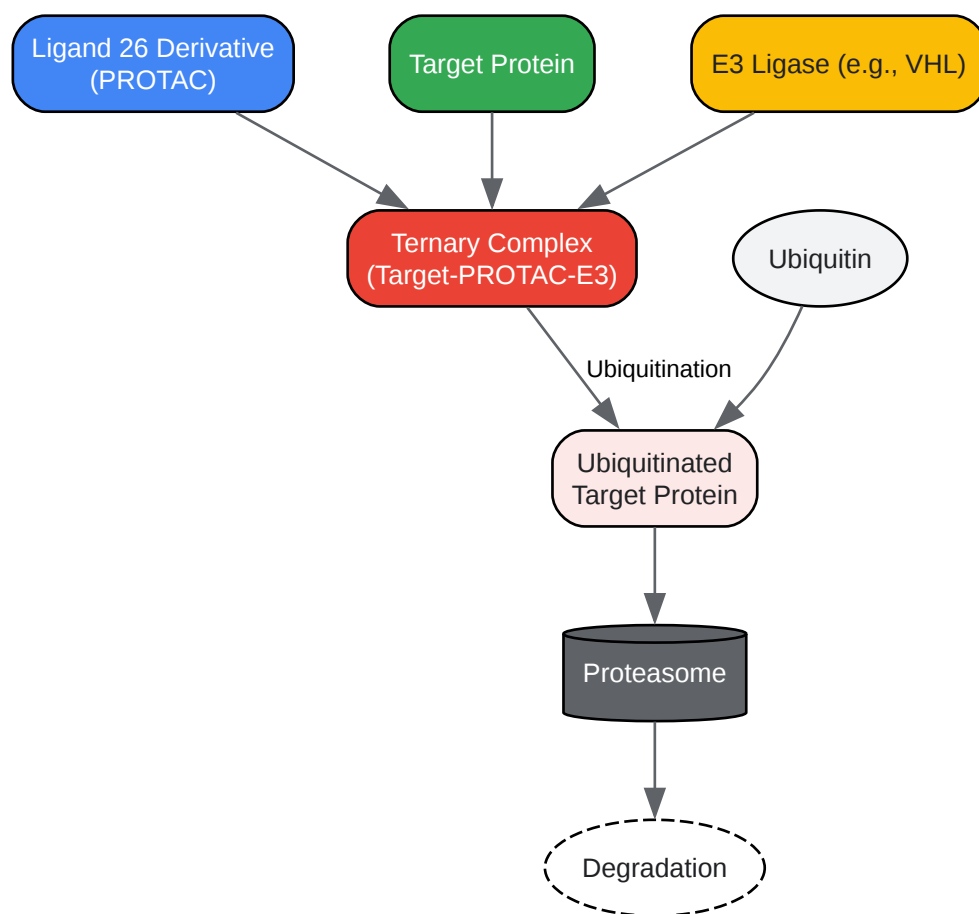 Ligand 26 Derivative
(PROTAC)
Target Protein
E3 Ligase (e.g., VHL)
Ternary Complex
(Target-PROTAC-E3)
Ubiquitin
Ubiquitination
Ubiquitinated
Target Protein
Proteasome
Degradation